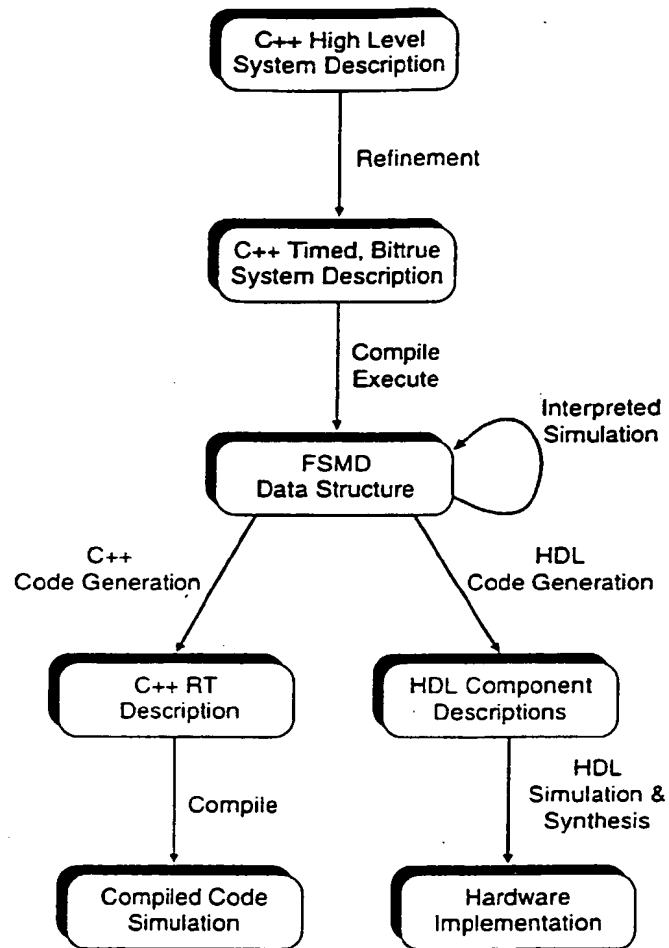 C++ High Level
System Description
Refinement
C++ Timed, Bittrue
System Description
Compile
Execute
Interpreted
Simulation
FSMD
Data Structure
C++
Code Generation
HDL
Code Generation
C++ RT
Description
HDL Component
Descriptions
Compile
HDL
Simulation &
Synthesis
Compiled Code
Simulation
Hardware
Implementation